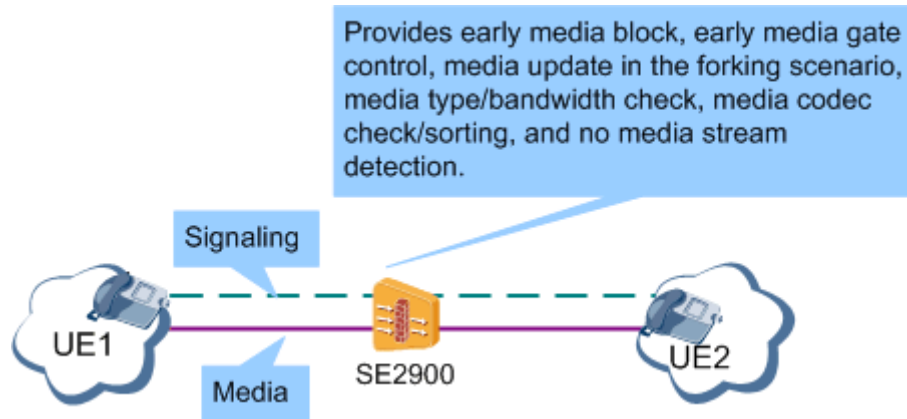 Provides early media block, early media gate
control, media update in the forking scenario,
media type/bandwidth check, media codec
check/sorting, and no media stream
detection.
Signaling
UE1
SE2900
UE2
Media